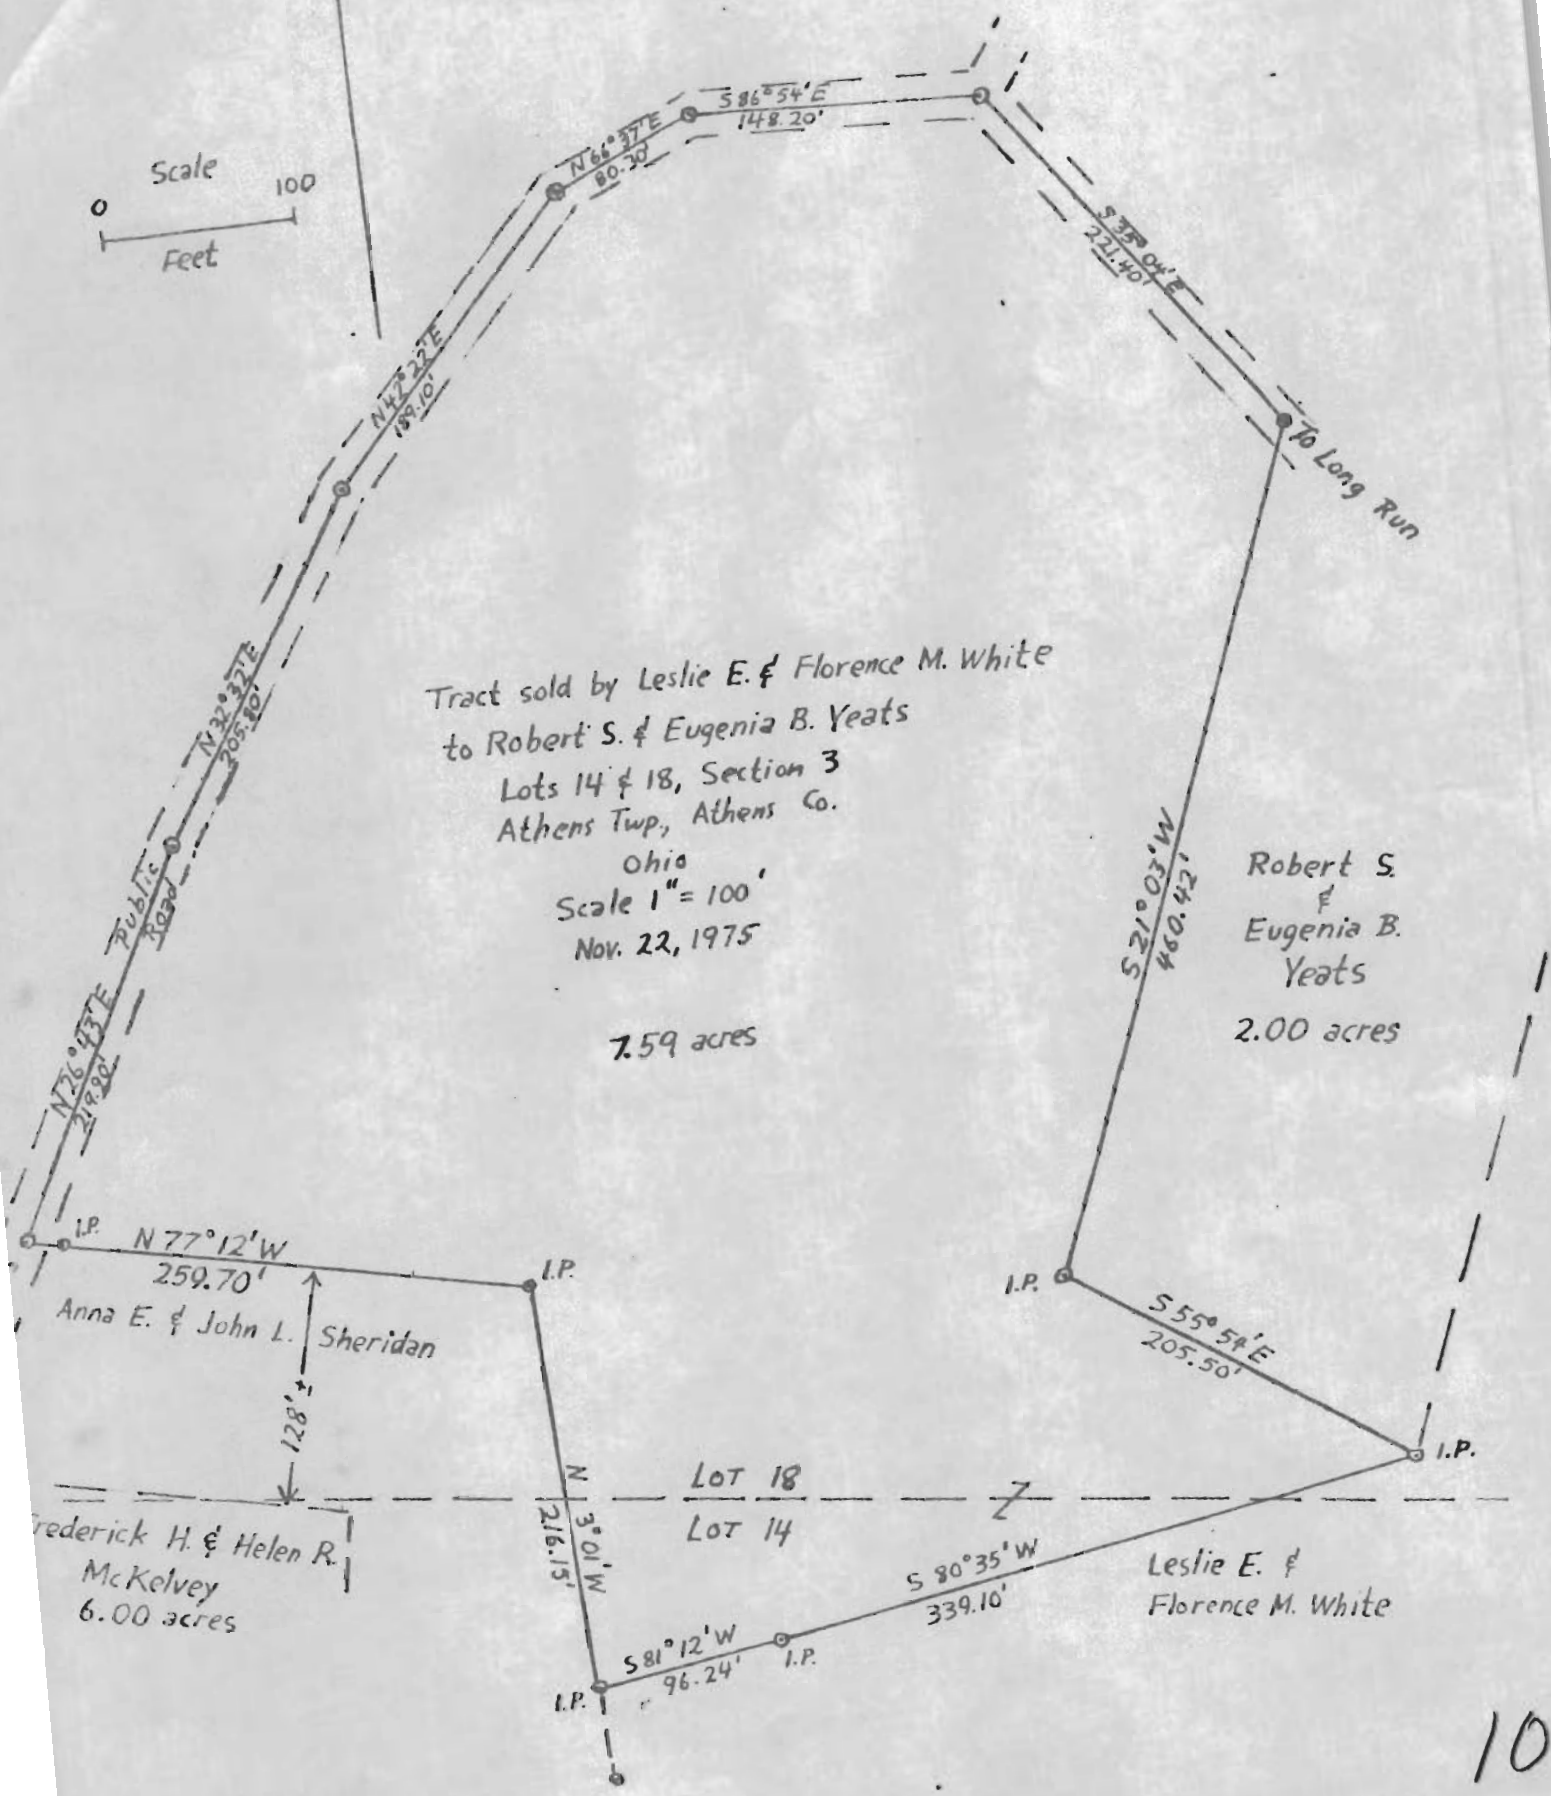 Scale
0 100
Feet
S 86° 54' E
148.20'
N 66° 37' E
80.30'
S 35° 04' E
221.40'
N 42° 22' E
189.10'
To Long Run
N 32° 32' E
205.80'
Tract sold by Leslie E. & Florence M. White
to Robert S. & Eugenia B. Yeats
Lots 14 & 18, Section 3
Athens Twp., Athens Co.
Ohio
Scale 1" = 100'
Nov. 22, 1975
7.59 acres
S 21° 03' W
460.42'
Robert S.
&
Eugenia B.
Yeats
2.00 acres
Public
Road
N 26° 43' E
219.90'
I.P.
N 77° 12' W
259.70'
I.P.
Anna E. & John L. Sheridan
128' ±
I.P.
S 55° 54' E
205.50'
I.P.
LOT 18
LOT 14
N 3° 01' W
216.15'
Frederick H. & Helen R.
McKelvey
6.00 acres
S 80° 35' W
339.10'
Leslie E. &
Florence M. White
S 81° 12' W
96.24'
I.P.
I.P.
10